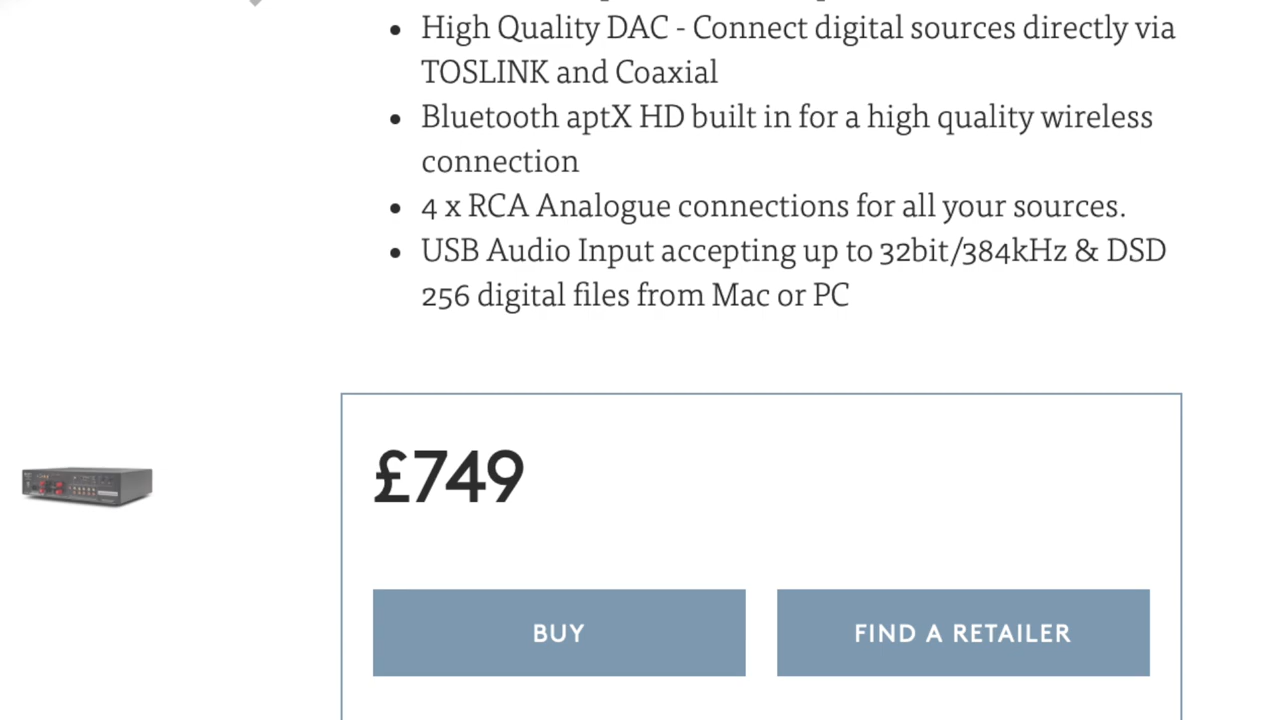 High Quality DAC - Connect digital sources directly via
TOSLINK and Coaxial
Bluetooth aptX HD built in for a high quality wireless
connection
4 x RCA Analogue connections for all your sources.
USB Audio Input accepting up to 32bit/384kHz & DSD
256 digital files from Mac or PC
£749
BUY
FIND A RETAILER